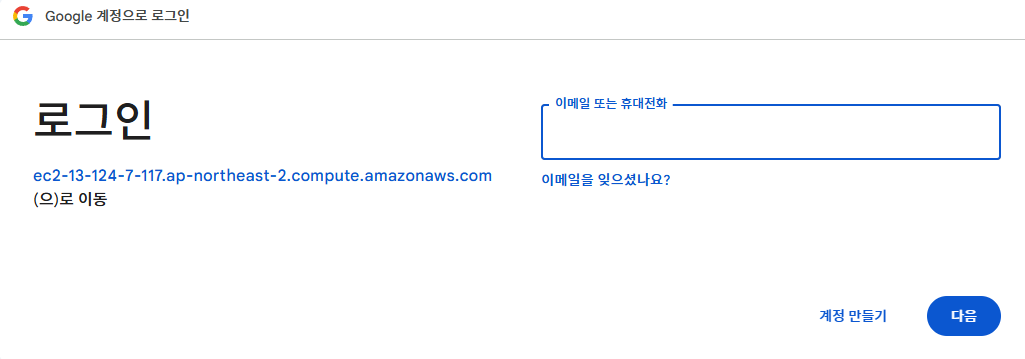 Google 계정으로 로그인
로그인
ec2-13-124-7-117.ap-northeast-2.compute.amazonaws.com
(으)로 이동
이메일 또는 휴대전화
이메일을 잊으셨나요?
계정 만들기
다음